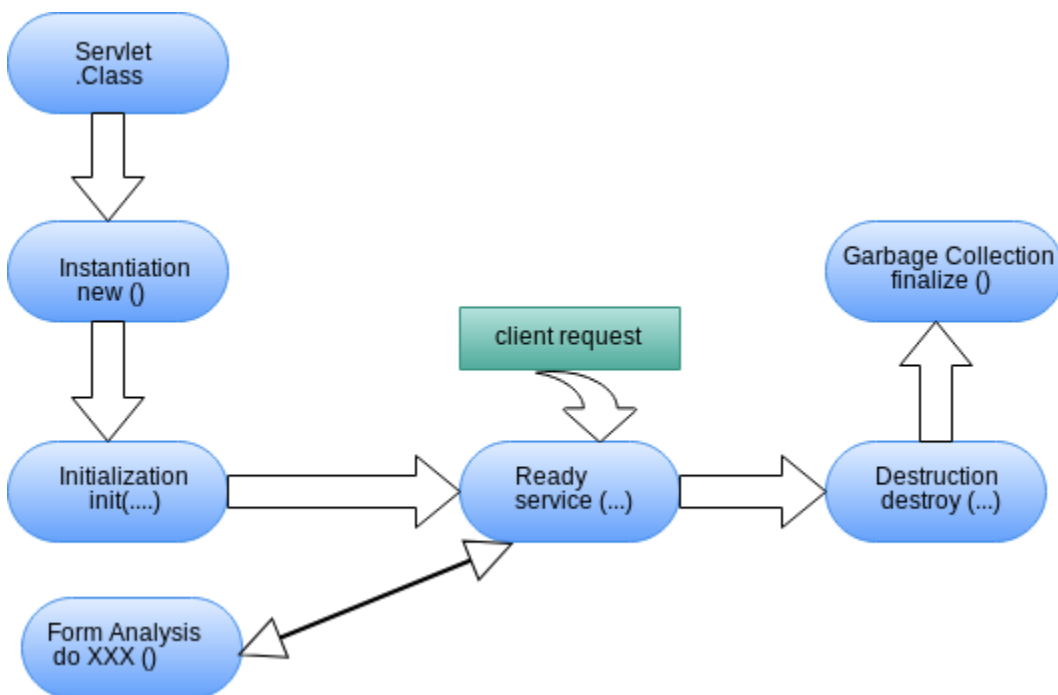 Servlet
.Class
Instantiation
new ()
Garbage Collection
finalize ()
client request
Initialization
init(....)
Ready
service (...)
Destruction
destroy (...)
Form Analysis
do XXX ()